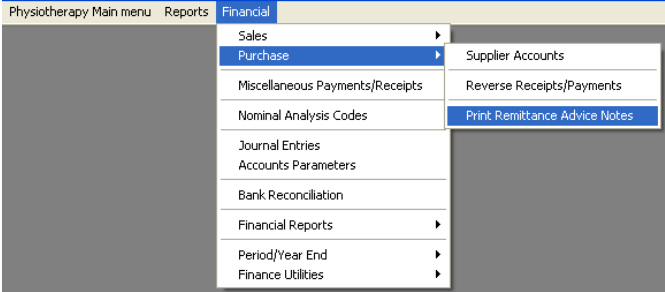 Physiotherapy Main menu Reports Financial
Sales
Purchase
Miscellaneous Payments/Receipts
Nominal Analysis Codes
Journal Entries
Accounts Parameters
Bank Reconciliation
Financial Reports
Period/Year End
Finance Utilities
Supplier Accounts
Reverse Receipts/Payments
Print Remittance Advice Notes